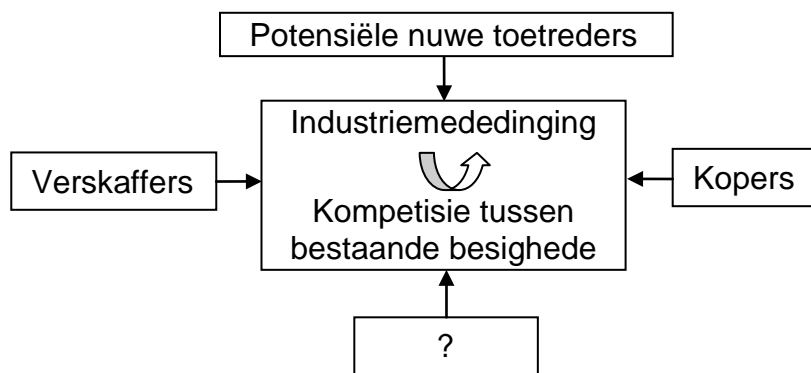 Potensiële nuwe toetreders
Industriemededinging
Verskaffers
Kopers
Kompetisie tussen
bestaande besighede
?